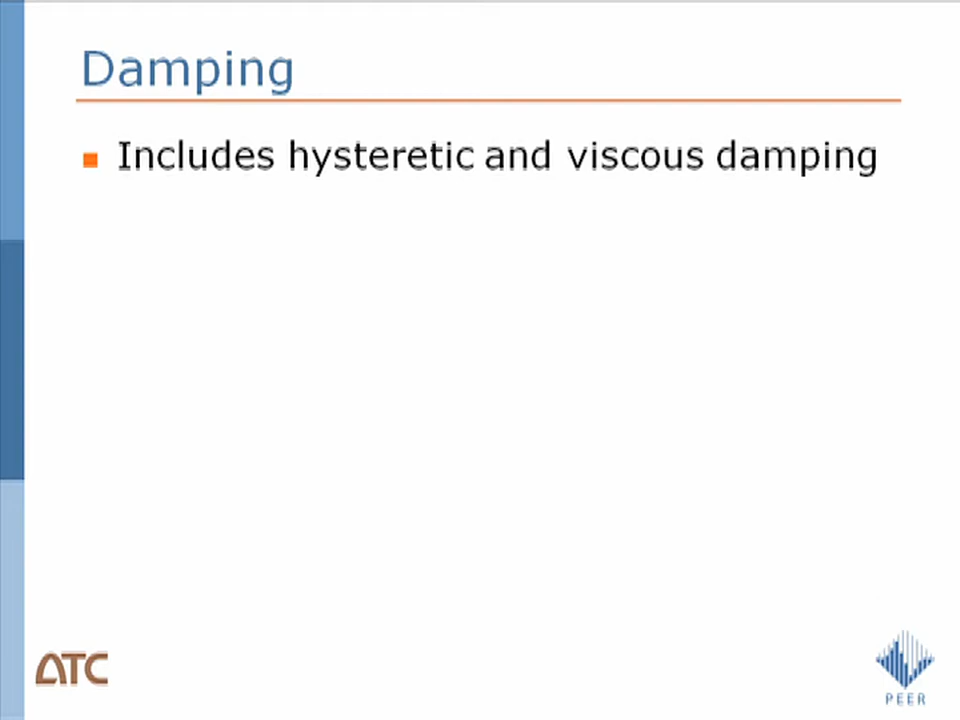 Damping
Includes hysteretic and viscous damping
ATC
PEER